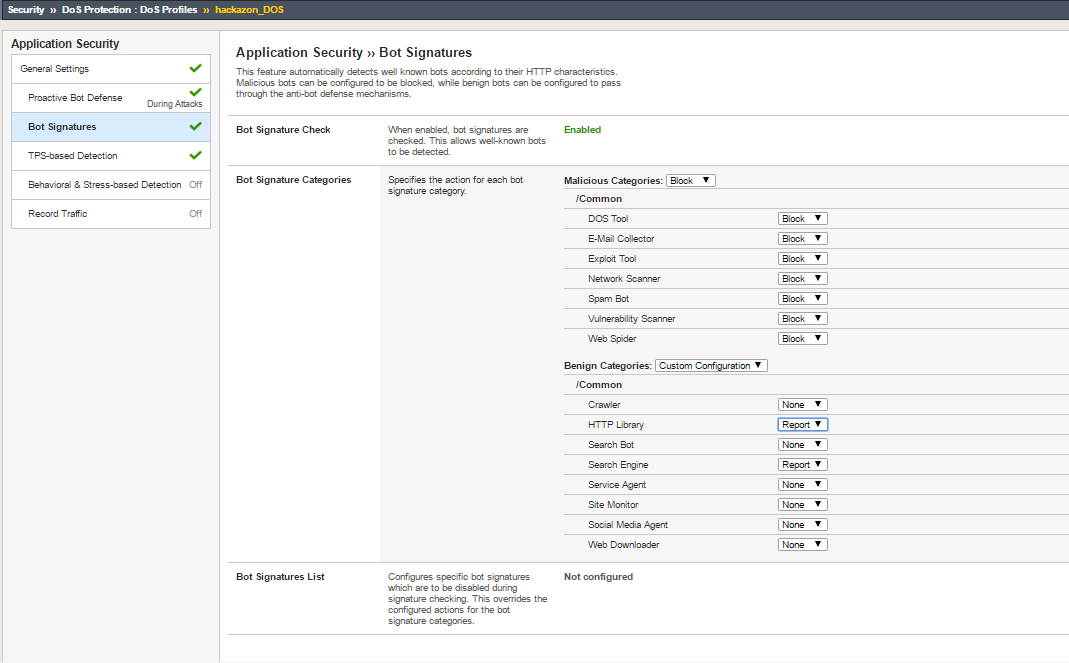 Security ›› DoS Protection : DoS Profiles ›› hackazon_DOS
Application Security
General Settings
Proactive Bot Defense
During Attacks
Bot Signatures
TPS-based Detection
Behavioral & Stress-based Detection Off
Record Traffic Off
Application Security ›› Bot Signatures
This feature automatically detects well known bots according to their HTTP characteristics.
Malicious bots can be configured to be blocked, while benign bots can be configured to pass
through the anti-bot defense mechanisms.
Bot Signature Check
When enabled, bot signatures are
checked. This allows well-known bots
to be detected.
Enabled
Bot Signature Categories
Specifies the action for each bot
signature category.
Malicious Categories: Block
/Common
DOS Tool Block
E-Mail Collector Block
Exploit Tool Block
Network Scanner Block
Spam Bot Block
Vulnerability Scanner Block
Web Spider Block
Benign Categories: Custom Configuration
/Common
Crawler None
HTTP Library Report
Search Bot None
Search Engine Report
Service Agent None
Site Monitor None
Social Media Agent None
Web Downloader None
Bot Signatures List
Configures specific bot signatures
which are to be disabled during
signature checking. This overrides the
configured actions for the bot
signature categories.
Not configured